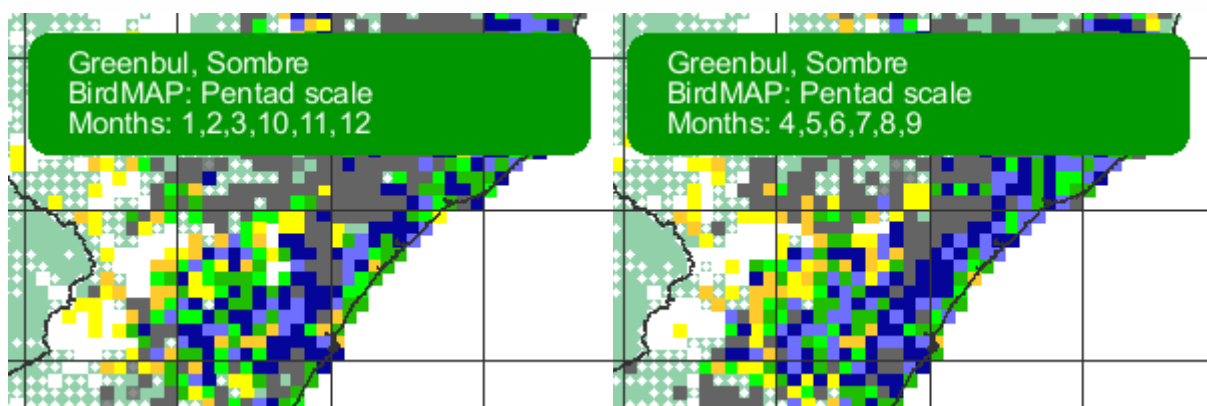 Greenbul, Sombre
BirdMAP: Pentad scale
Months: 1,2,3,10,11,12
Greenbul, Sombre
BirdMAP: Pentad scale
Months: 4,5,6,7,8,9